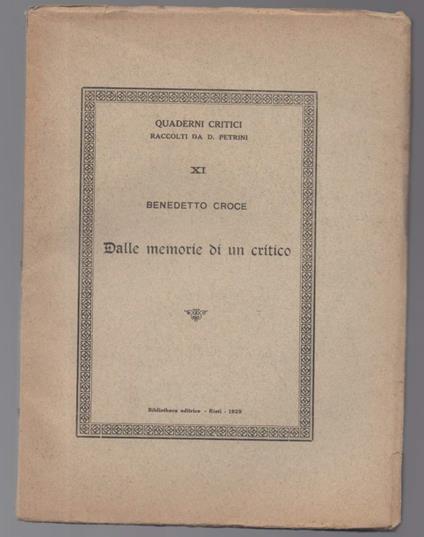 QUADERNI CRITICI
RACCOLTI DA D. PETRINI
XI
BENEDETTO CROCE
Dalle memorie di un critico
Bibliotheca editrice - Rieti - 1929